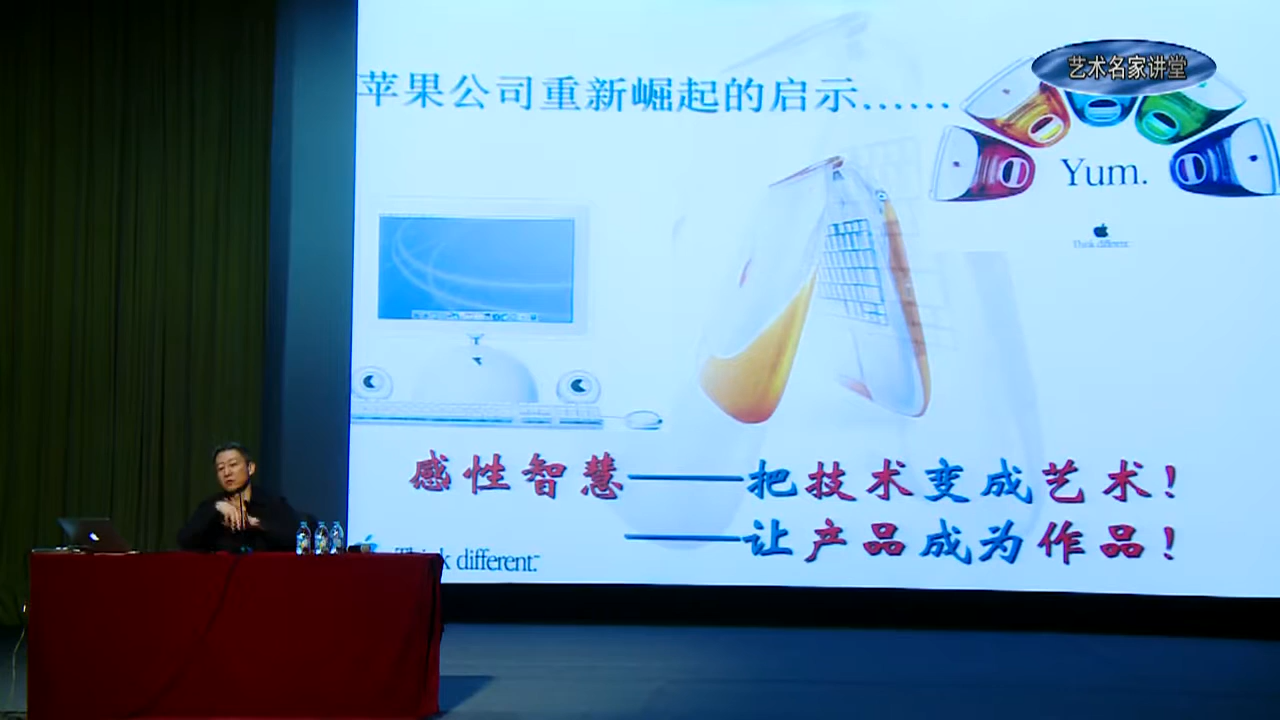 艺术名家讲堂
苹果公司重新崛起的启示......
Yum.
Think different.
感性智慧——把技术变成艺术！
——让产品成为作品！
Think different.